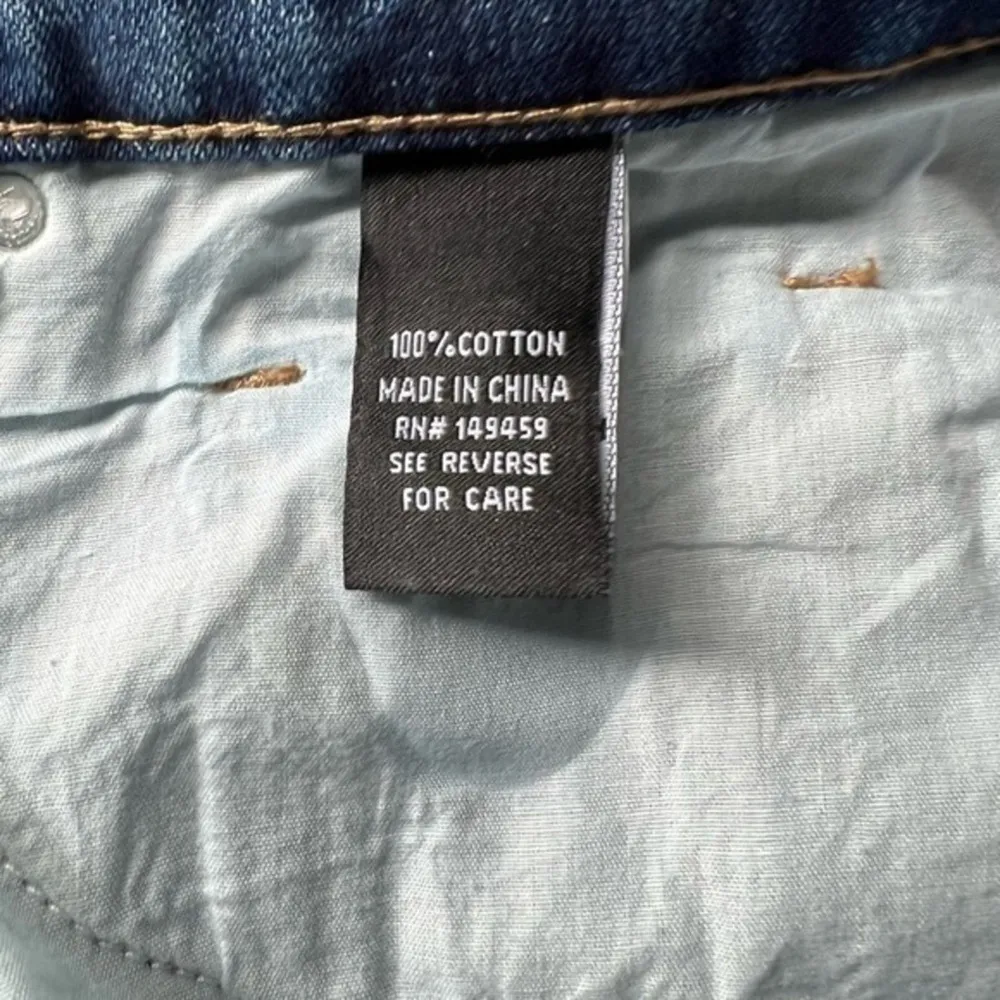 100%COTTON
MADE IN CHINA
RN# 149459
SEE REVERSE
FOR CARE